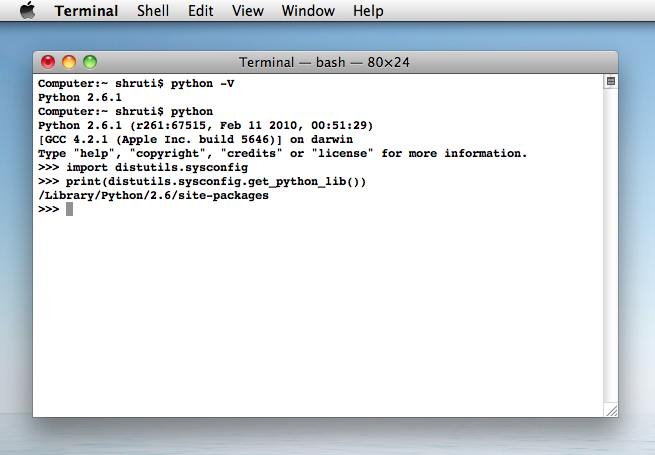 Terminal Shell Edit View Window Help
Terminal — bash — 80×24
Computer:~ shruti$ python -V
Python 2.6.1
Computer:~ shruti$ python
Python 2.6.1 (r261:67515, Feb 11 2010, 00:51:29)
[GCC 4.2.1 (Apple Inc. build 5646)] on darwin
Type "help", "copyright", "credits" or "license" for more information.
>>> import distutils.sysconfig
>>> print(distutils.sysconfig.get_python_lib())
/Library/Python/2.6/site-packages
>>>